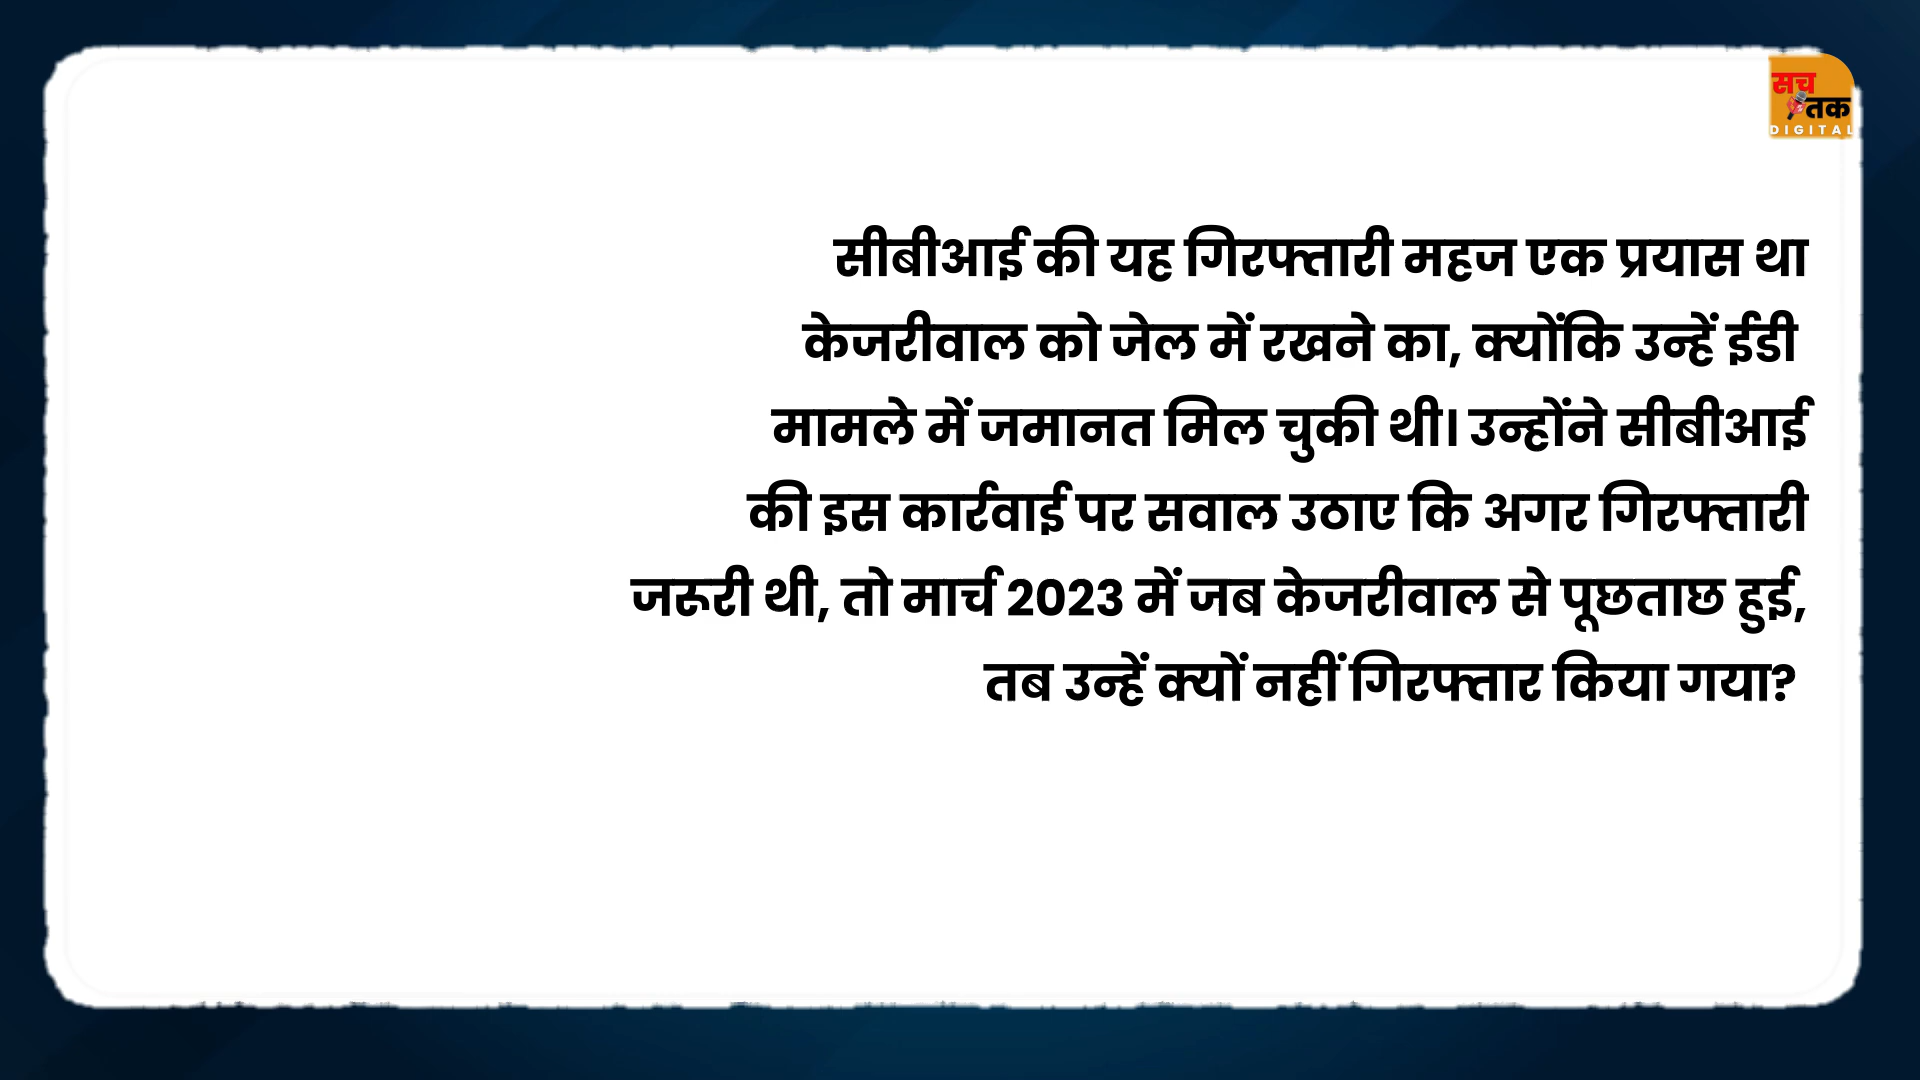 सच
तक
DIGITAL
सीबीआई की यह गिरफ्तारी महज एक प्रयास था
केजरीवाल को जेल में रखने का, क्योंकि उन्हें ईडी
मामले में जमानत मिल चुकी थी। उन्होंने सीबीआई
की इस कार्रवाई पर सवाल उठाए कि अगर गिरफ्तारी
जरूरी थी, तो मार्च 2023 में जब केजरीवाल से पूछताछ हुई,
तब उन्हें क्यों नहीं गिरफ्तार किया गया?